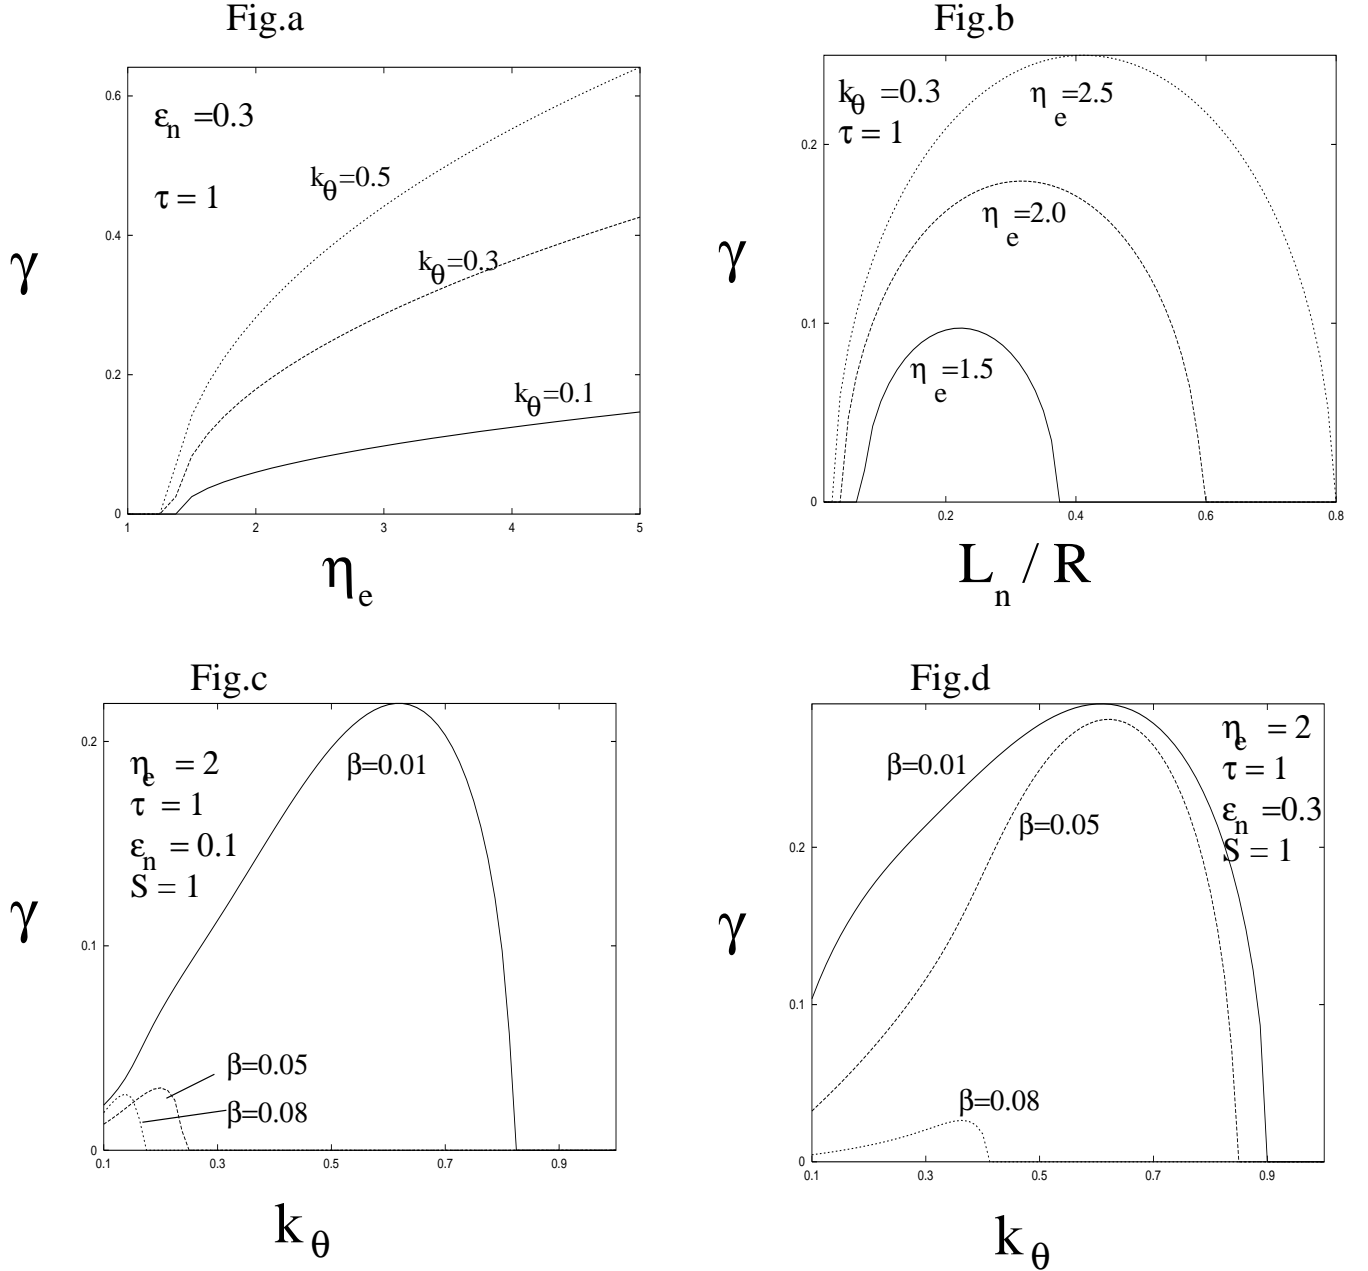 Fig.a
ε_n =0.3
τ = 1
k_θ=0.5
k_θ=0.3
k_θ=0.1
γ
0.6
0.4
0.2
0
1 2 3 4 5
η_e
Fig.b
k_θ =0.3
τ = 1
η_e=2.5
η_e=2.0
η_e=1.5
γ
0.2
0.1
0
0.2 0.4 0.6 0.8
L_n / R
Fig.c
η_e = 2
τ = 1
ε_n = 0.1
S = 1
β=0.01
β=0.05
β=0.08
γ
0.2
0.1
0
0.1 0.3 0.5 0.7 0.9
k_θ
Fig.d
η_e = 2
τ = 1
ε_n =0.3
S = 1
β=0.01
β=0.05
β=0.08
γ
0.2
0.1
0
0.1 0.3 0.5 0.7 0.9
k_θ